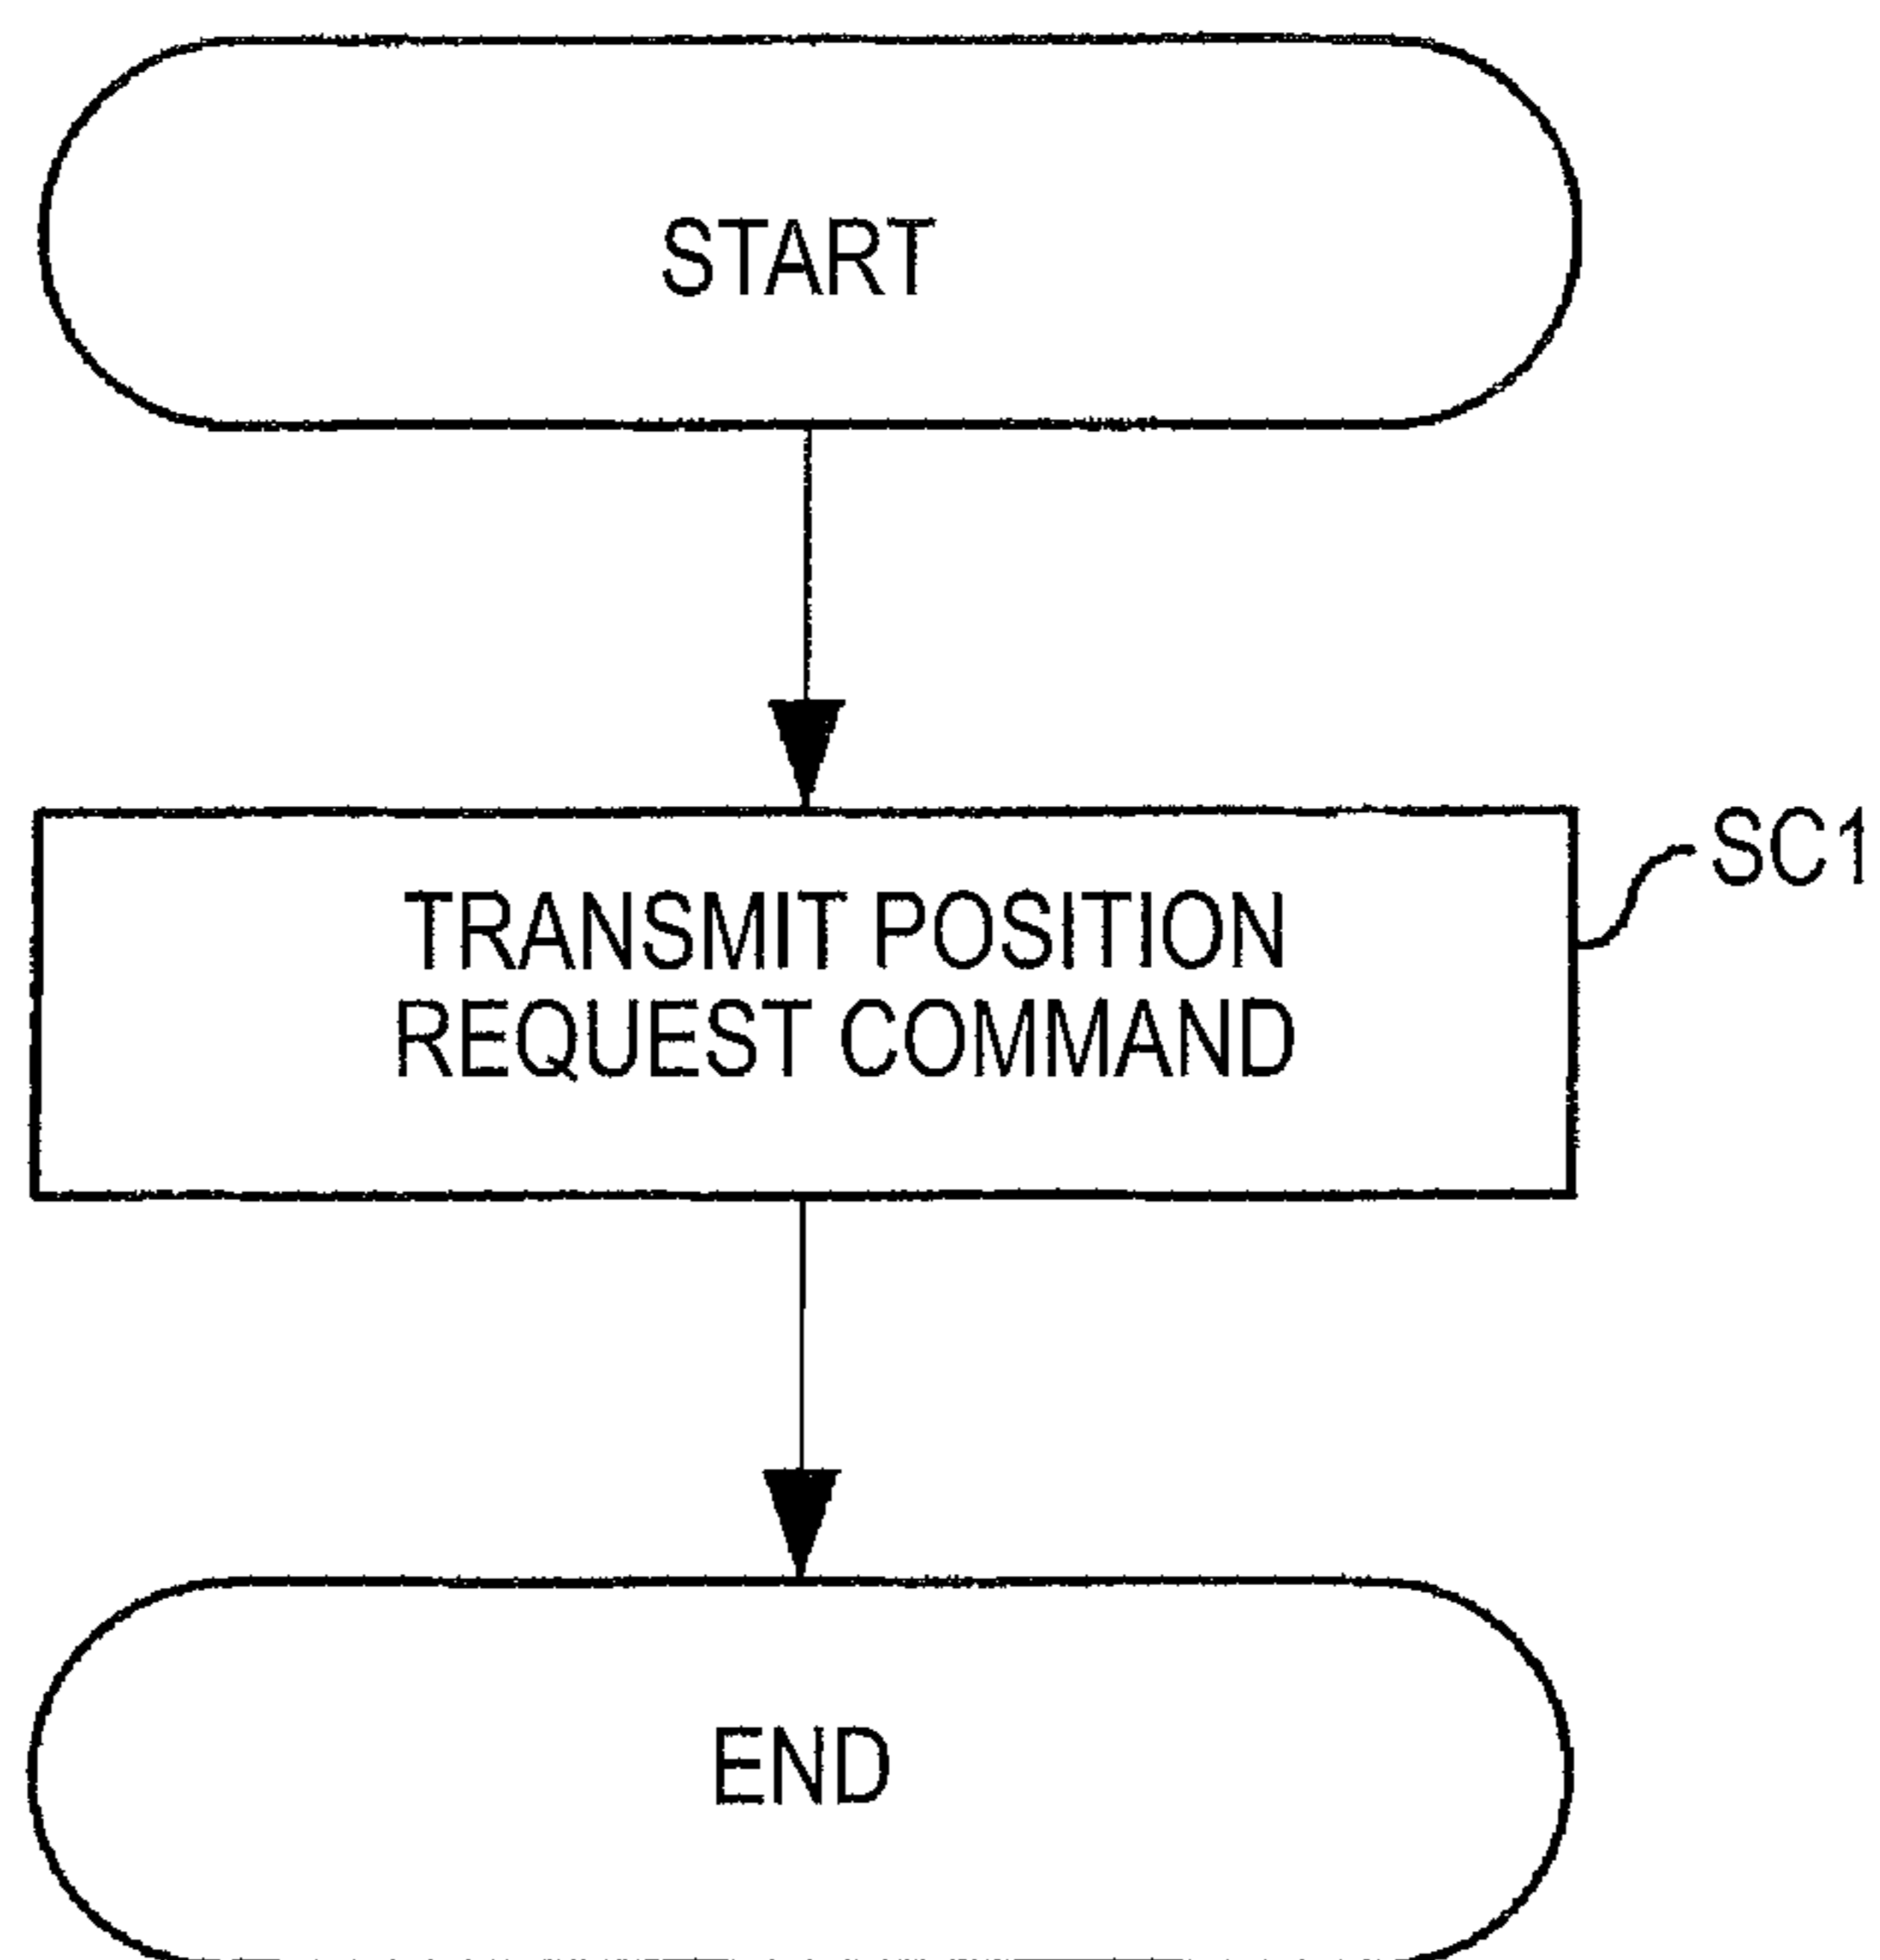 START
SC1
TRANSMIT POSITION
REQUEST COMMAND
END